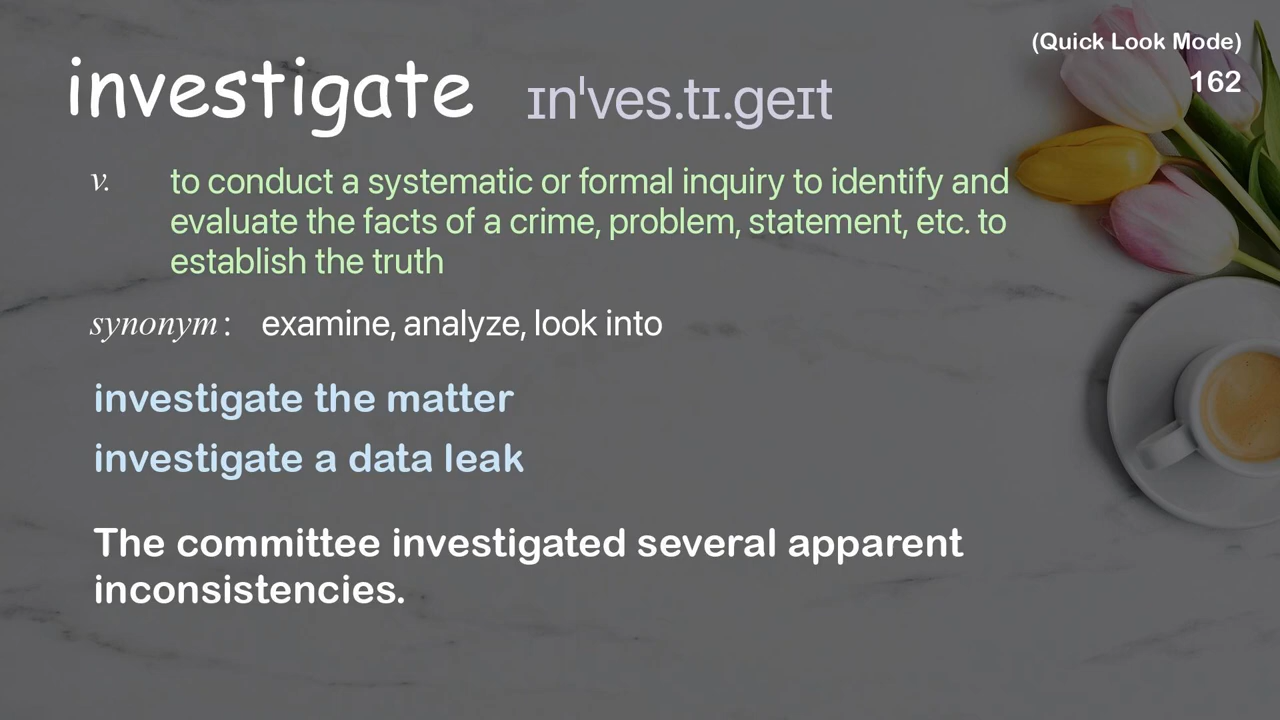 (Quick Look Mode)
162
investigate ɪnˈves.tɪ.ɡeɪt
v. to conduct a systematic or formal inquiry to identify and
evaluate the facts of a crime, problem, statement, etc. to
establish the truth
synonym : examine, analyze, look into
investigate the matter
investigate a data leak
The committee investigated several apparent
inconsistencies.